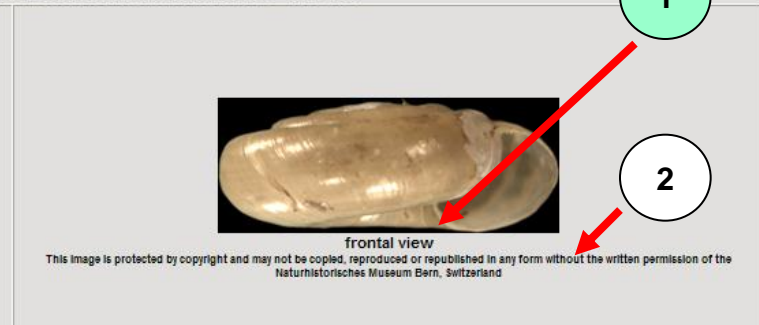 1
2
frontal view
This image is protected by copyright and may not be copied, reproduced or republished in any form without the written permission of the
Naturhistorisches Museum Bern, Switzerland